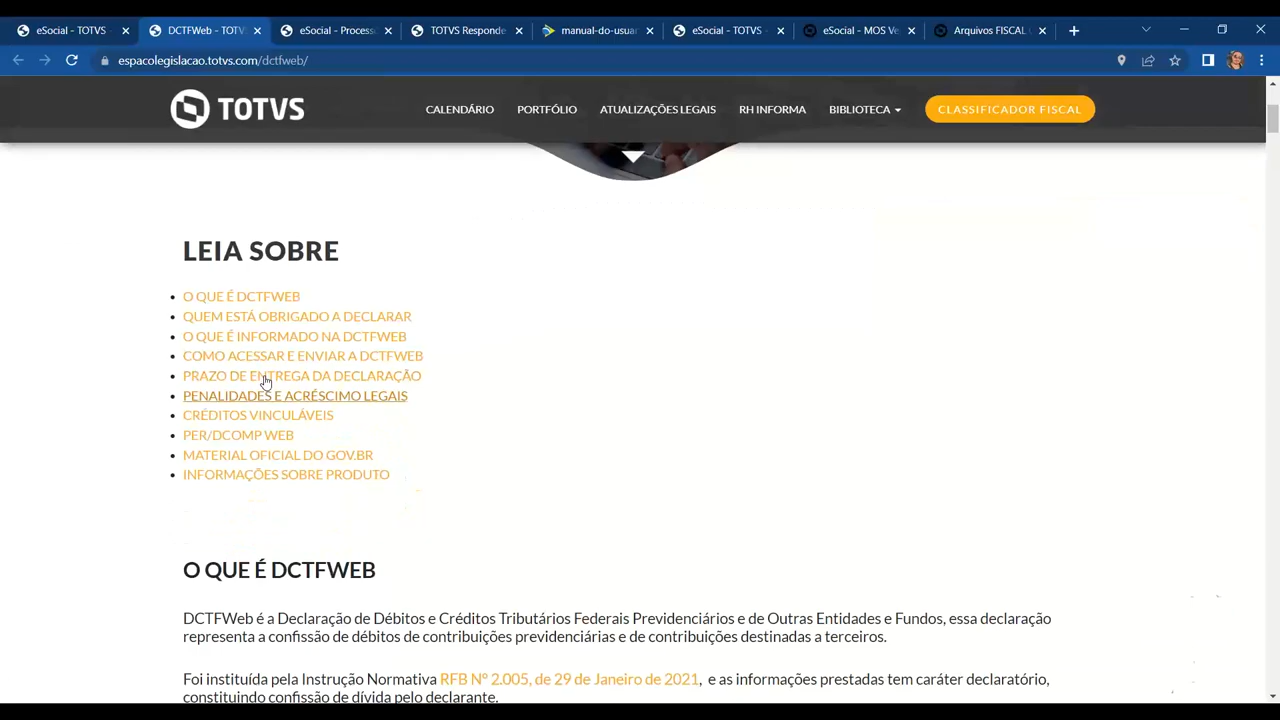 eSocial - TOTVS
DCTFWeb - TOTV
eSocial - Process
TOTVS Responde
manual-do-usua
eSocial - TOTVS -
eSocial - MOS Ve
Arquivos FISCAL
espacolegislacao.totvs.com/dctfweb/
TOTVS
CALENDÁRIO
PORTFÓLIO
ATUALIZAÇÕES LEGAIS
RH INFORMA
BIBLIOTECA
CLASSIFICADOR FISCAL
LEIA SOBRE
O QUE É DCTFWEB
QUEM ESTÁ OBRIGADO A DECLARAR
O QUE É INFORMADO NA DCTFWEB
COMO ACESSAR E ENVIAR A DCTFWEB
PRAZO DE ENTREGA DA DECLARAÇÃO
PENALIDADES E ACRÉSCIMO LEGAIS
CRÉDITOS VINCULÁVEIS
PER/DCOMP WEB
MATERIAL OFICIAL DO GOV.BR
INFORMAÇÕES SOBRE PRODUTO
O QUE É DCTFWEB
DCTFWeb é a Declaração de Débitos e Créditos Tributários Federais Previdenciários e de Outras Entidades e Fundos, essa declaração
representa a confissão de débitos de contribuições previdenciárias e de contribuições destinadas a terceiros.
Foi instituída pela Instrução Normativa RFB Nº 2.005, de 29 de Janeiro de 2021, e as informações prestadas tem caráter declaratório,
constituindo confissão de dívida pelo declarante.